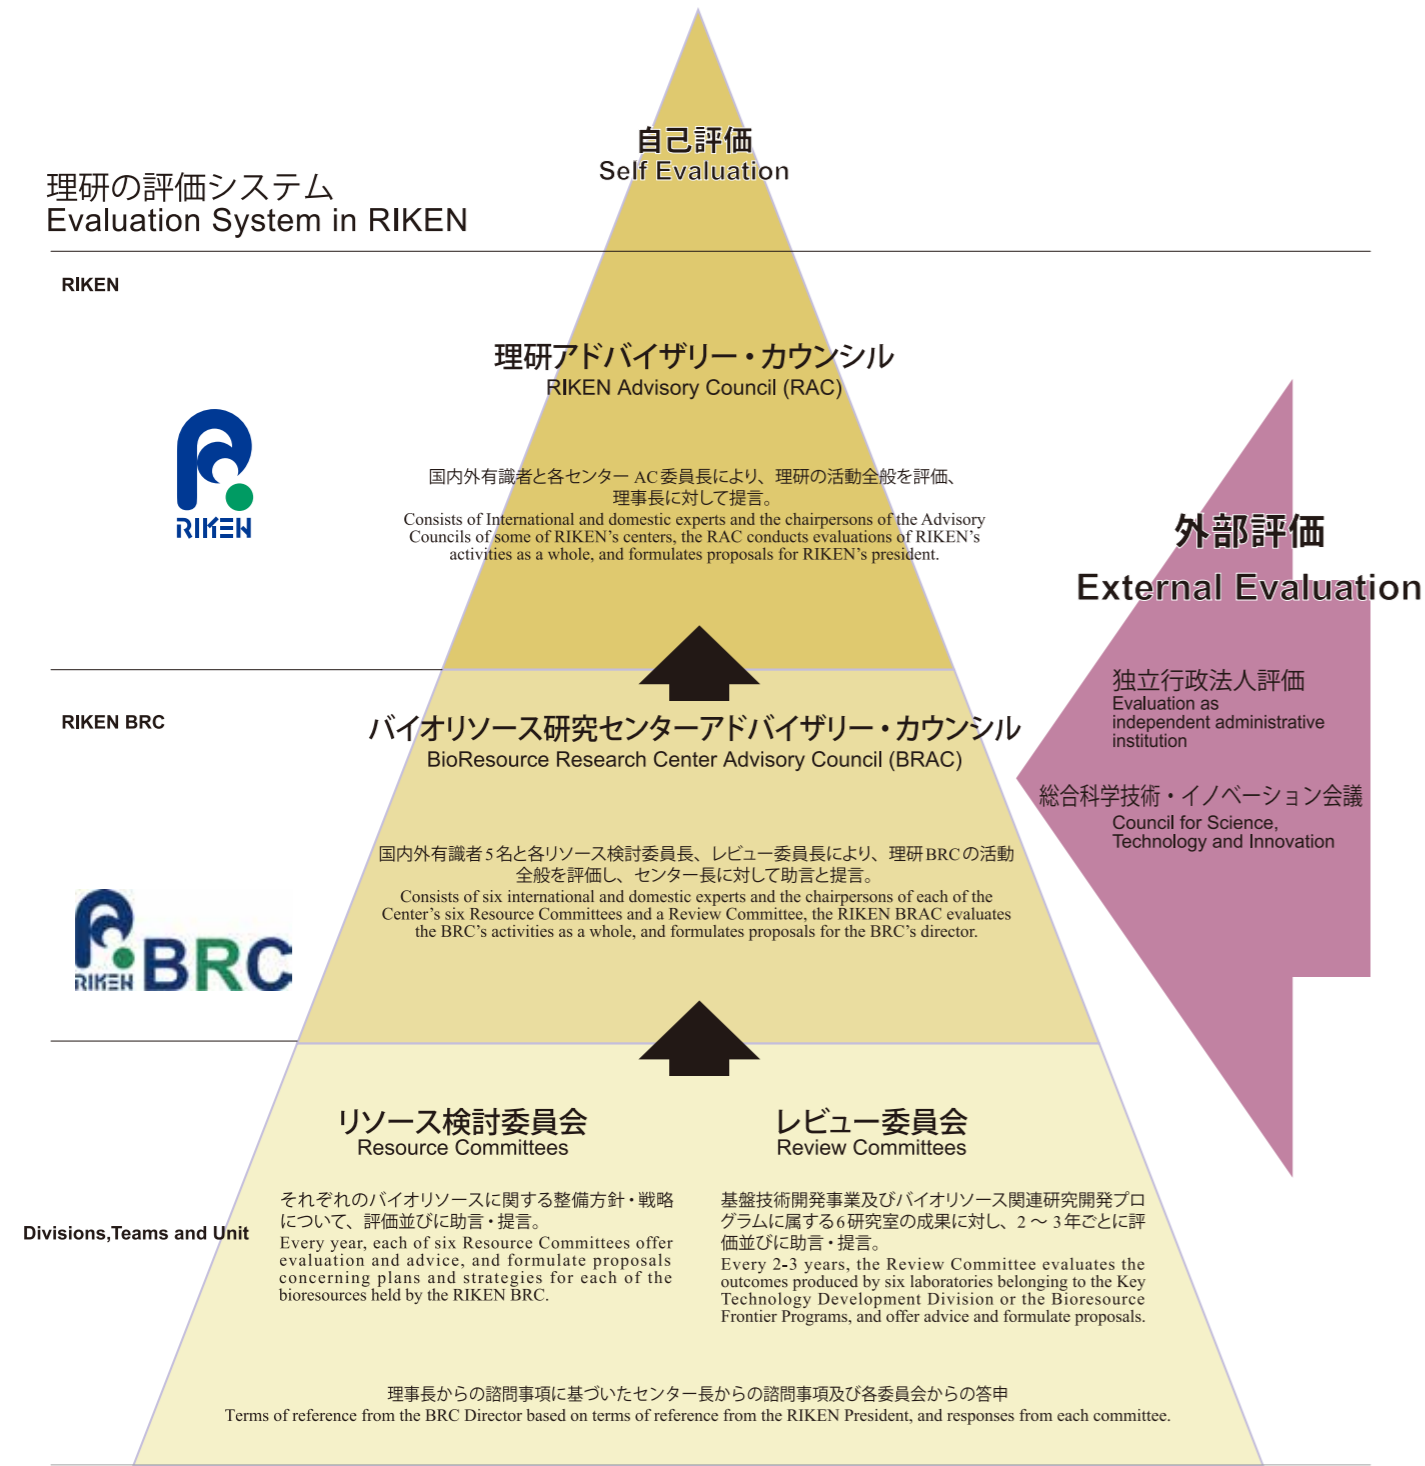 自己評価
Self Evaluation
理研の評価システム
Evaluation System in RIKEN
RIKEN
理研アドバイザリー・カウンシル
RIKEN Advisory Council (RAC)
RIKEN
国内外有識者と各センター AC委員長により、理研の活動全般を評価、
理事長に対して提言。
Consists of International and domestic experts and the chairpersons of the Advisory
Councils of some of RIKEN's centers, the RAC conducts evaluations of RIKEN's
activities as a whole, and formulates proposals for RIKEN's president.
外部評価
External Evaluation
独立行政法人評価
Evaluation as
independent administrative
institution
総合科学技術・イノベーション会議
Council for Science,
Technology and Innovation
RIKEN BRC
バイオリソース研究センターアドバイザリー・カウンシル
BioResource Research Center Advisory Council (BRAC)
RIKEN BRC
国内外有識者5名と各リソース検討委員長、レビュー委員長により、理研BRCの活動
全般を評価し、センター長に対して助言と提言。
Consists of six international and domestic experts and the chairpersons of each of the
Center's six Resource Committees and a Review Committee, the RIKEN BRAC evaluates
the BRC's activities as a whole, and formulates proposals for the BRC's director.
Divisions,Teams and Unit
リソース検討委員会
Resource Committees
それぞれのバイオリソースに関する整備方針・戦略
について、評価並びに助言・提言。
Every year, each of six Resource Committees offer
evaluation and advice, and formulate proposals
concerning plans and strategies for each of the
bioresources held by the RIKEN BRC.
レビュー委員会
Review Committees
基盤技術開発事業及びバイオリソース関連研究開発プロ
グラムに属する6研究室の成果に対し、2～3年ごとに評
価並びに助言・提言。
Every 2-3 years, the Review Committee evaluates the
outcomes produced by six laboratories belonging to the Key
Technology Development Division or the Bioresource
Frontier Programs, and offer advice and formulate proposals.
理事長からの諮問事項に基づいたセンター長からの諮問事項及び各委員会からの答申
Terms of reference from the BRC Director based on terms of reference from the RIKEN President, and responses from each committee.